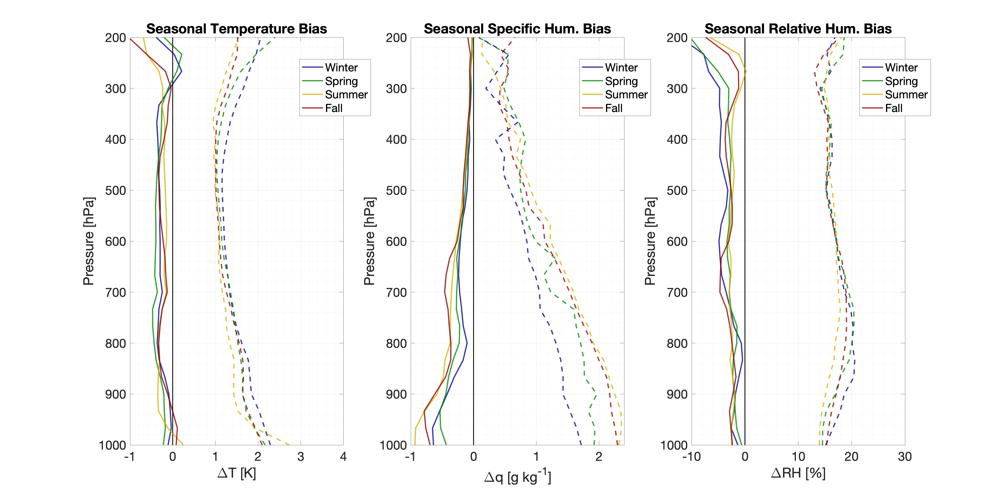 Seasonal Temperature Bias
200
300
400
500
600
700
800
900
1000
Pressure [hPa]
-1 0 1 2 3 4
ΔT [K]
Winter
Spring
Summer
Fall
Seasonal Specific Hum. Bias
200
300
400
500
600
700
800
900
1000
Pressure [hPa]
-1 0 1 2
Δq [g kg⁻¹]
Winter
Spring
Summer
Fall
Seasonal Relative Hum. Bias
200
300
400
500
600
700
800
900
1000
Pressure [hPa]
-10 0 10 20 30
ΔRH [%]
Winter
Spring
Summer
Fall